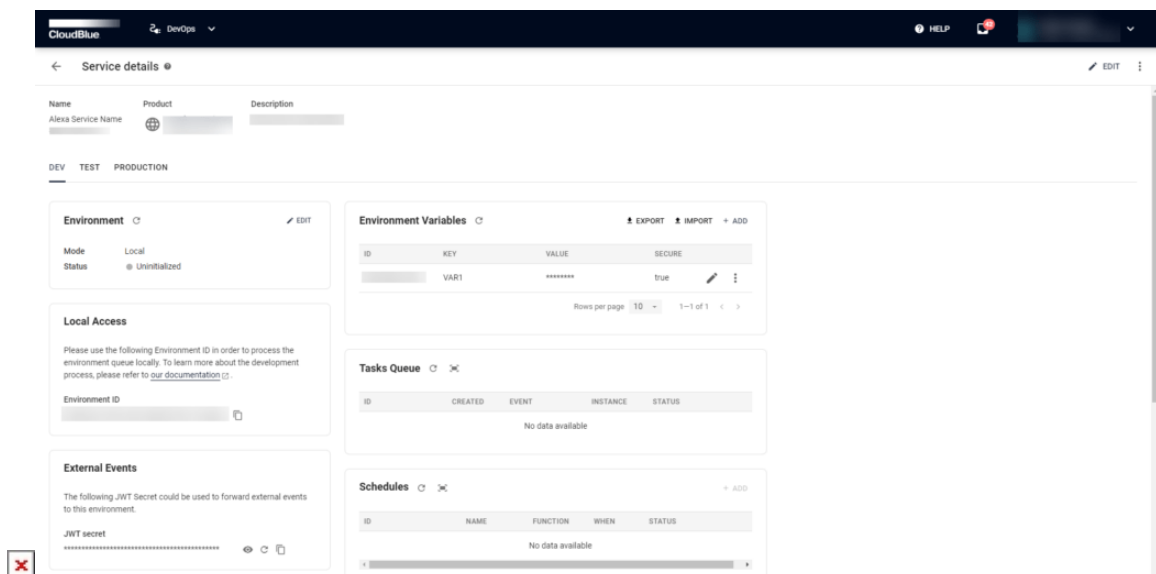 CloudBlue DevOps HELP 43
Service details EDIT
Name Product Description
Alexa Service Name
DEV TEST PRODUCTION
Environment EDIT
Mode Local
Status Uninitialized
Local Access
Please use the following Environment ID in order to process the
environment queue locally. To learn more about the development
process, please refer to our documentation .
Environment ID
External Events
The following JWT Secret could be used to forward external events
to this environment.
JWT secret
********************************************
Environment Variables EXPORT IMPORT + ADD
ID KEY VALUE SECURE
VAR1 ******** true
Rows per page 10 1–1 of 1 < >
Tasks Queue
ID CREATED EVENT INSTANCE STATUS
No data available
Schedules + ADD
ID NAME FUNCTION WHEN STATUS
No data available